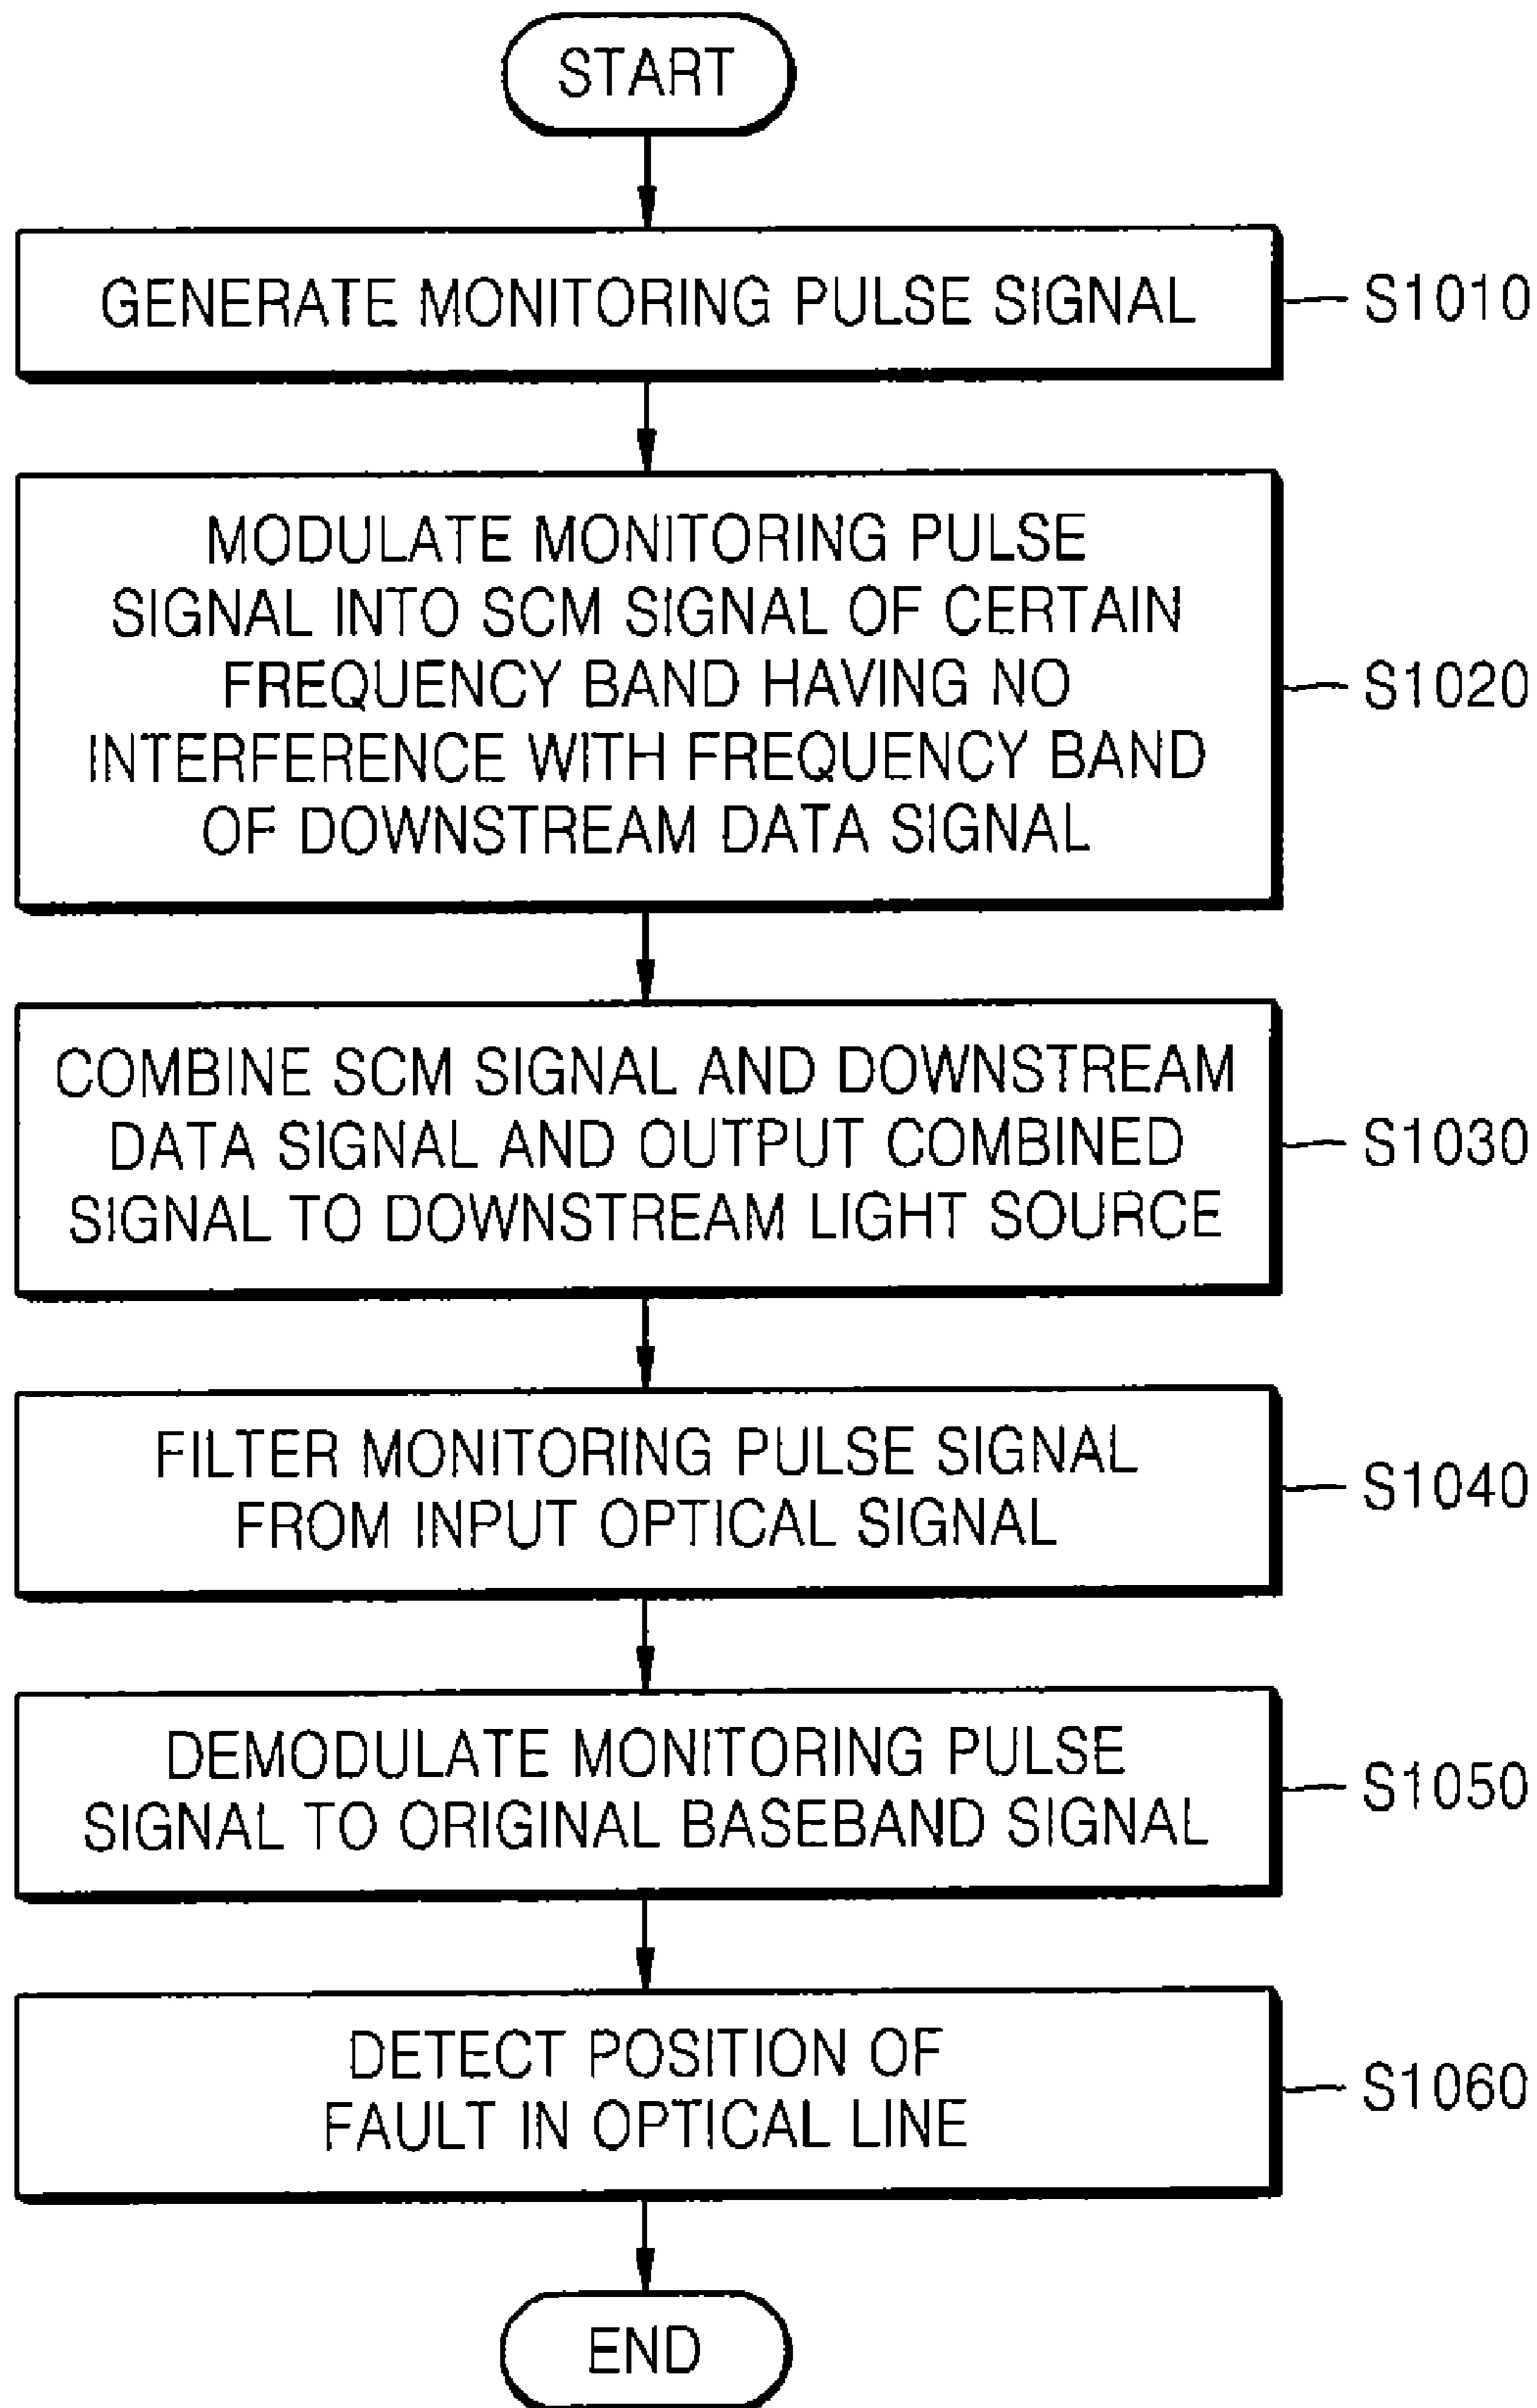 START
GENERATE MONITORING PULSE SIGNAL
S1010
MODULATE MONITORING PULSE
SIGNAL INTO SCM SIGNAL OF CERTAIN
FREQUENCY BAND HAVING NO
INTERFERENCE WITH FREQUENCY BAND
OF DOWNSTREAM DATA SIGNAL
S1020
COMBINE SCM SIGNAL AND DOWNSTREAM
DATA SIGNAL AND OUTPUT COMBINED
SIGNAL TO DOWNSTREAM LIGHT SOURCE
S1030
FILTER MONITORING PULSE SIGNAL
FROM INPUT OPTICAL SIGNAL
S1040
DEMODULATE MONITORING PULSE
SIGNAL TO ORIGINAL BASEBAND SIGNAL
S1050
DETECT POSITION OF
FAULT IN OPTICAL LINE
S1060
END